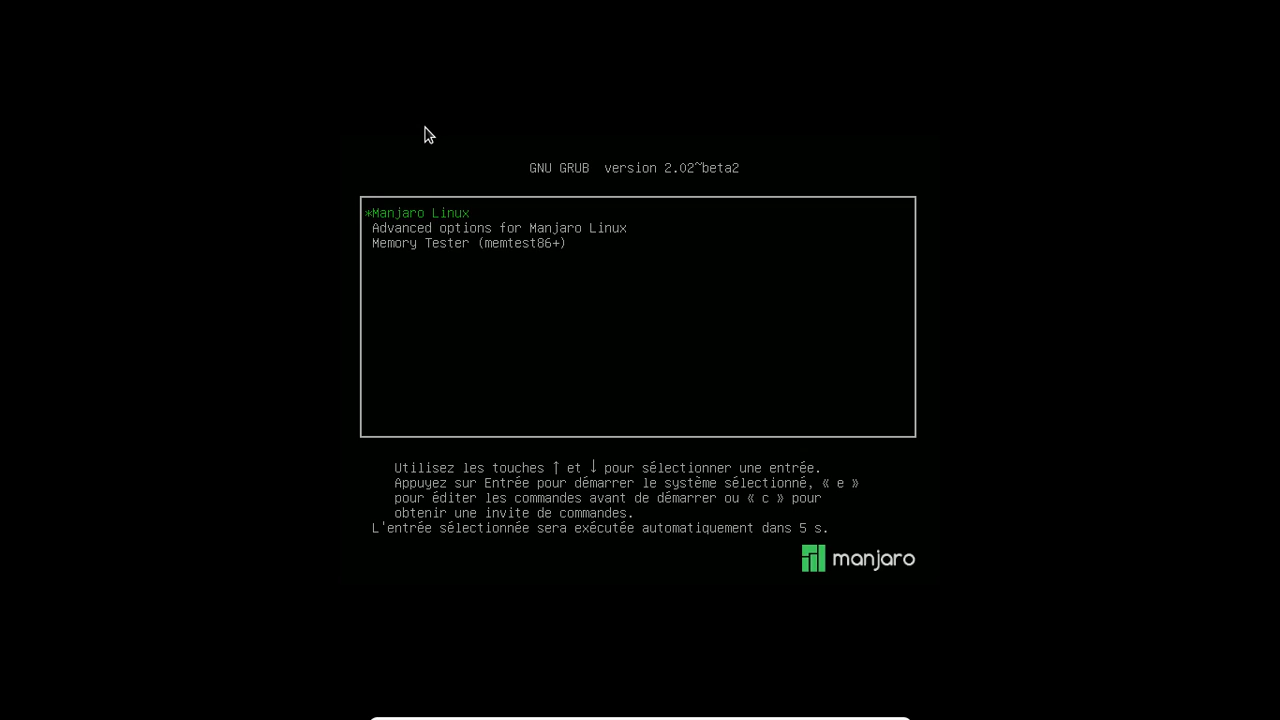 GNU GRUB  version 2.02~beta2
*Manjaro Linux
Advanced options for Manjaro Linux
Memory Tester (memtest86+)
Utilisez les touches ↑ et ↓ pour sélectionner une entrée.
Appuyez sur Entrée pour démarrer le système sélectionné, « e »
pour éditer les commandes avant de démarrer ou « c » pour
obtenir une invite de commandes.
L'entrée sélectionnée sera exécutée automatiquement dans 5 s.
manjaro